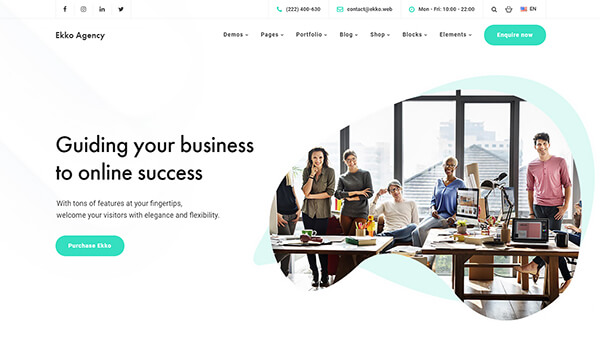 (222) 400-630
contact@ekko.web
Mon - Fri: 10:00 - 22:00
EN
Ekko Agency
Demos
Pages
Portfolio
Blog
Shop
Blocks
Elements
Enquire now
Guiding your business
to online success
With tons of features at your fingertips,
welcome your visitors with elegance and flexibility.
Purchase Ekko